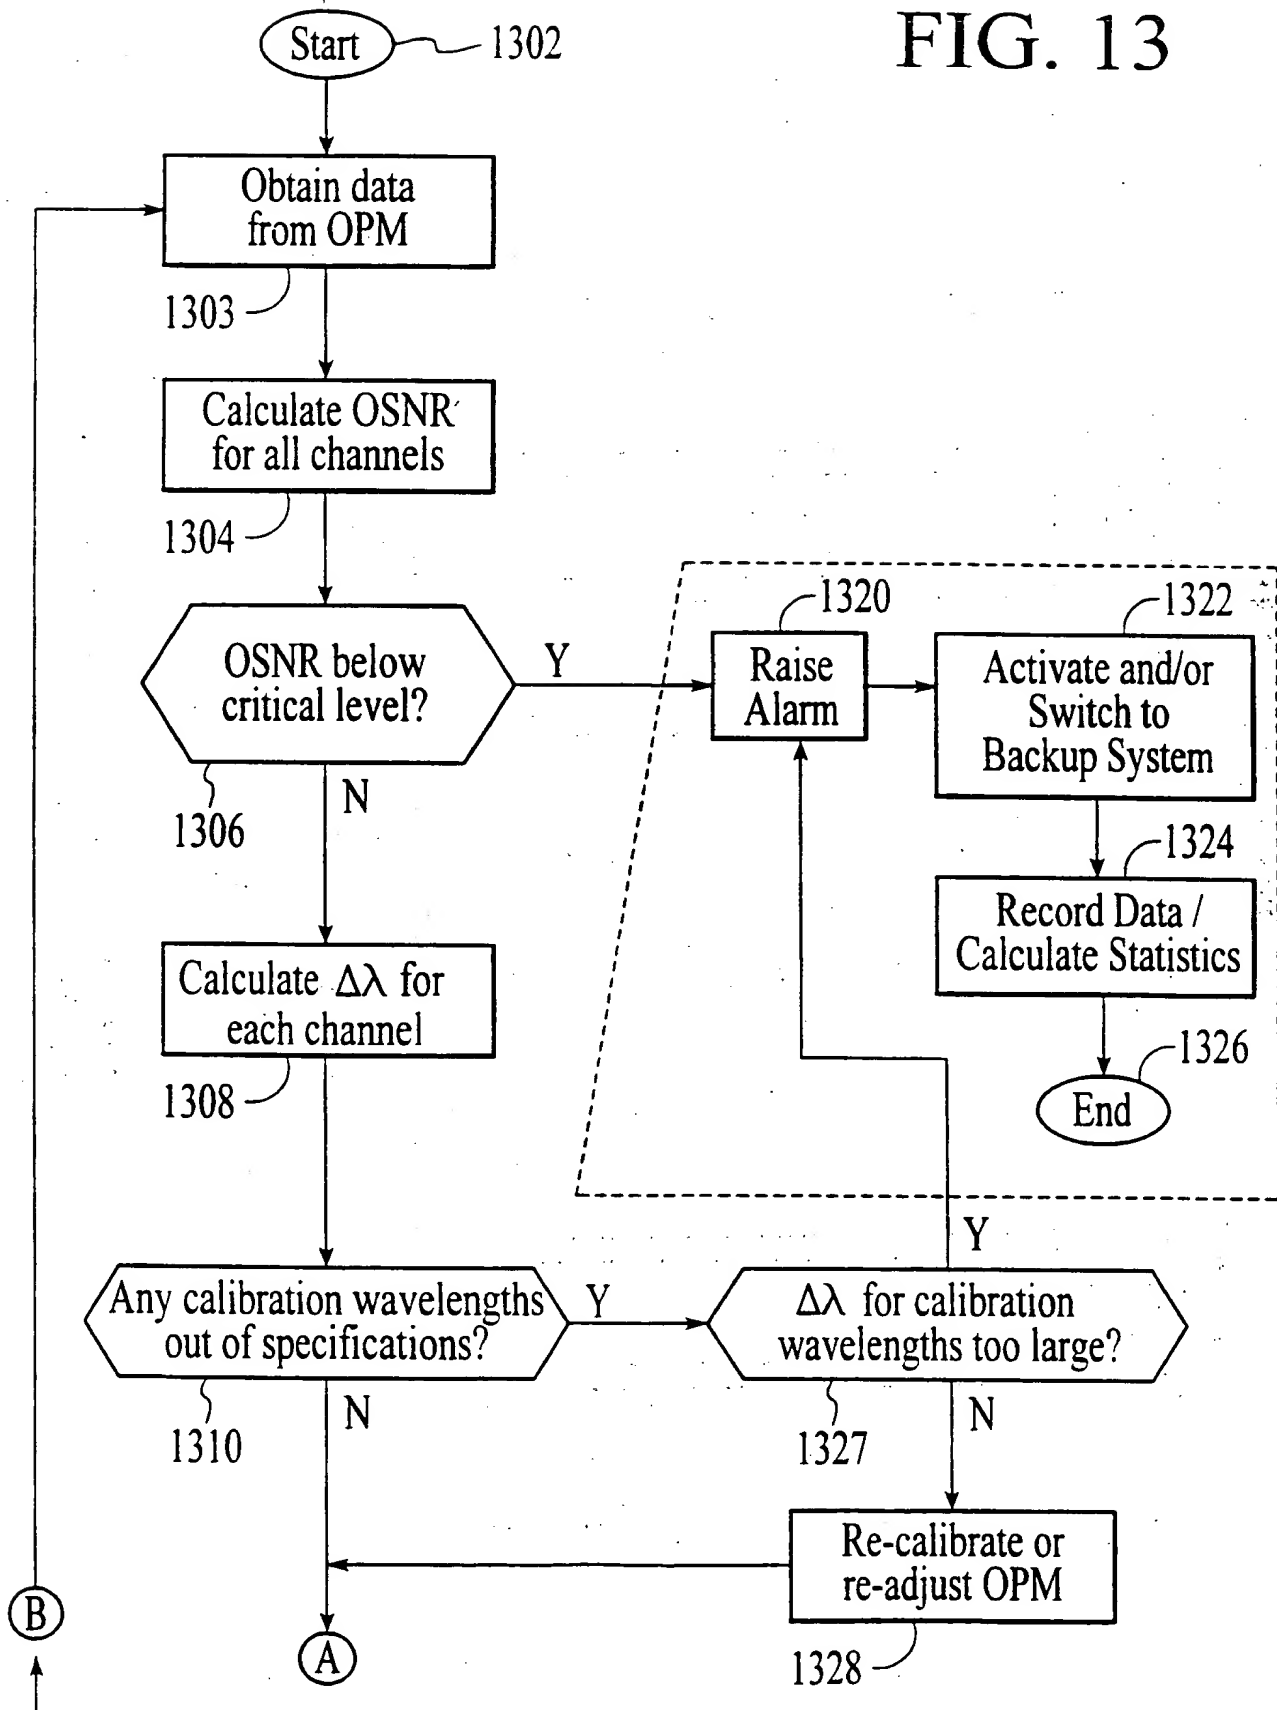 FIG. 13
Start
1302
Obtain data
from OPM
1303
Calculate OSNR
for all channels
1304
OSNR below
critical level?
Y
N
1306
1320
Raise
Alarm
1322
Activate and/or
Switch to
Backup System
1324
Record Data /
Calculate Statistics
1326
End
Calculate Δλ for
each channel
1308
Any calibration wavelengths
out of specifications?
Y
N
1310
Y
Δλ for calibration
wavelengths too large?
N
1327
Re-calibrate or
re-adjust OPM
1328
B
A